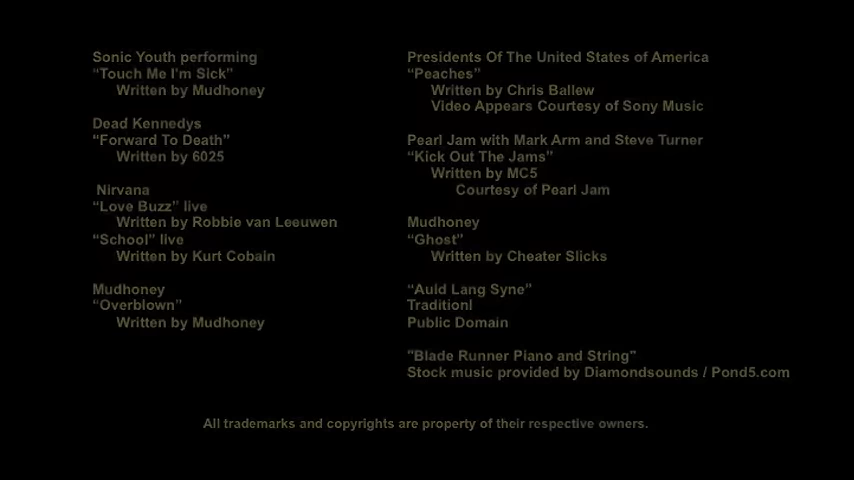 Sonic Youth performing
“Touch Me I'm Sick”
Written by Mudhoney
Dead Kennedys
“Forward To Death”
Written by 6025
Nirvana
“Love Buzz” live
Written by Robbie van Leeuwen
“School” live
Written by Kurt Cobain
Mudhoney
“Overblown”
Written by Mudhoney
Presidents Of The United States of America
“Peaches”
Written by Chris Ballew
Video Appears Courtesy of Sony Music
Pearl Jam with Mark Arm and Steve Turner
“Kick Out The Jams”
Written by MC5
Courtesy of Pearl Jam
Mudhoney
“Ghost”
Written by Cheater Slicks
“Auld Lang Syne”
Traditionl
Public Domain
"Blade Runner Piano and String"
Stock music provided by Diamondsounds / Pond5.com
All trademarks and copyrights are property of their respective owners.